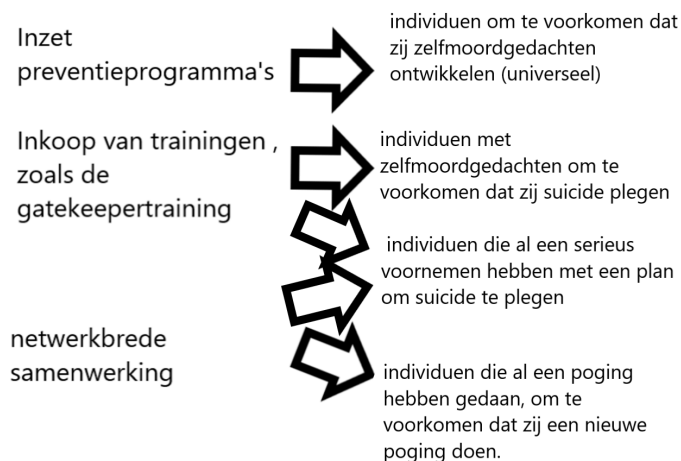 Inzet
preventieprogramma's
individuen om te voorkomen dat
zij zelfmoordgedachten
ontwikkelen (universeel)
Inkoop van trainingen ,
zoals de
gatekeepertraining
individuen met
zelfmoordgedachten om te
voorkomen dat zij suicide plegen
individuen die al een serieus
voornemen hebben met een plan
om suicide te plegen
netwerkbrede
samenwerking
individuen die al een poging
hebben gedaan, om te
voorkomen dat zij een nieuwe
poging doen.